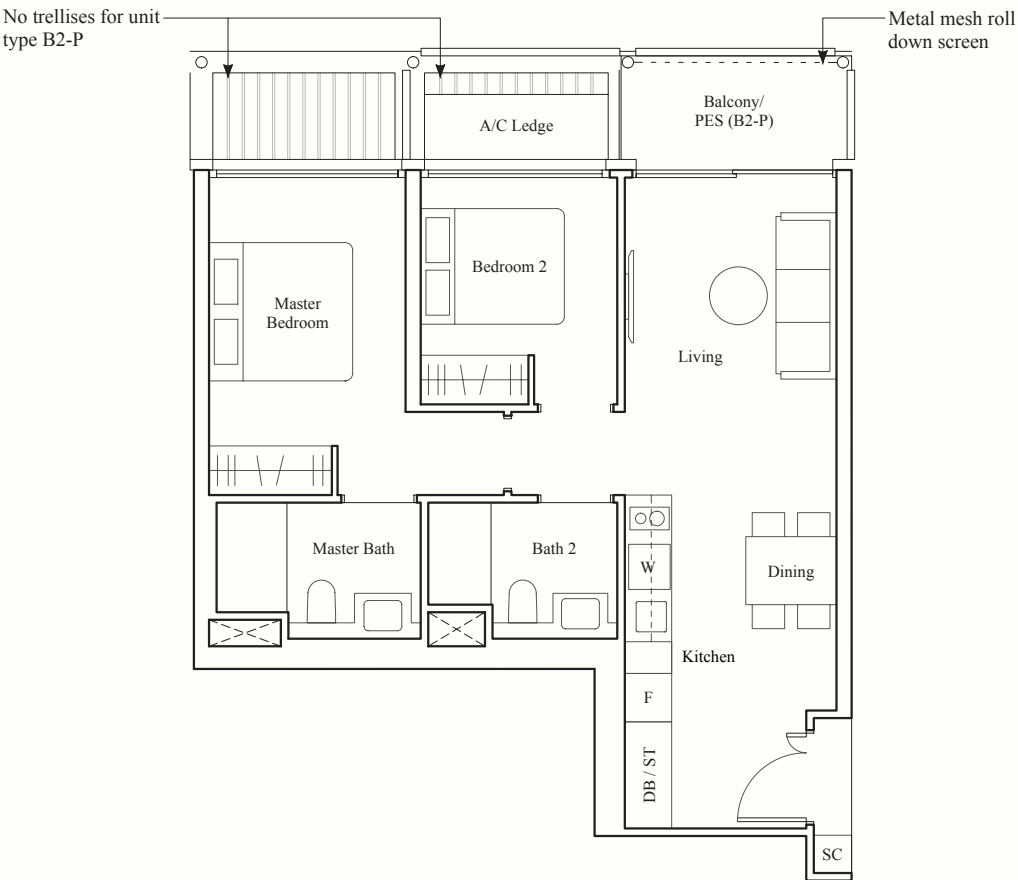 No trellises for unit
type B2-P
Metal mesh roll
down screen
Balcony/
PES (B2-P)
A/C Ledge
Bedroom 2
Master
Bedroom
Living
Master Bath
Bath 2
W
Dining
Kitchen
F
DB / ST
SC